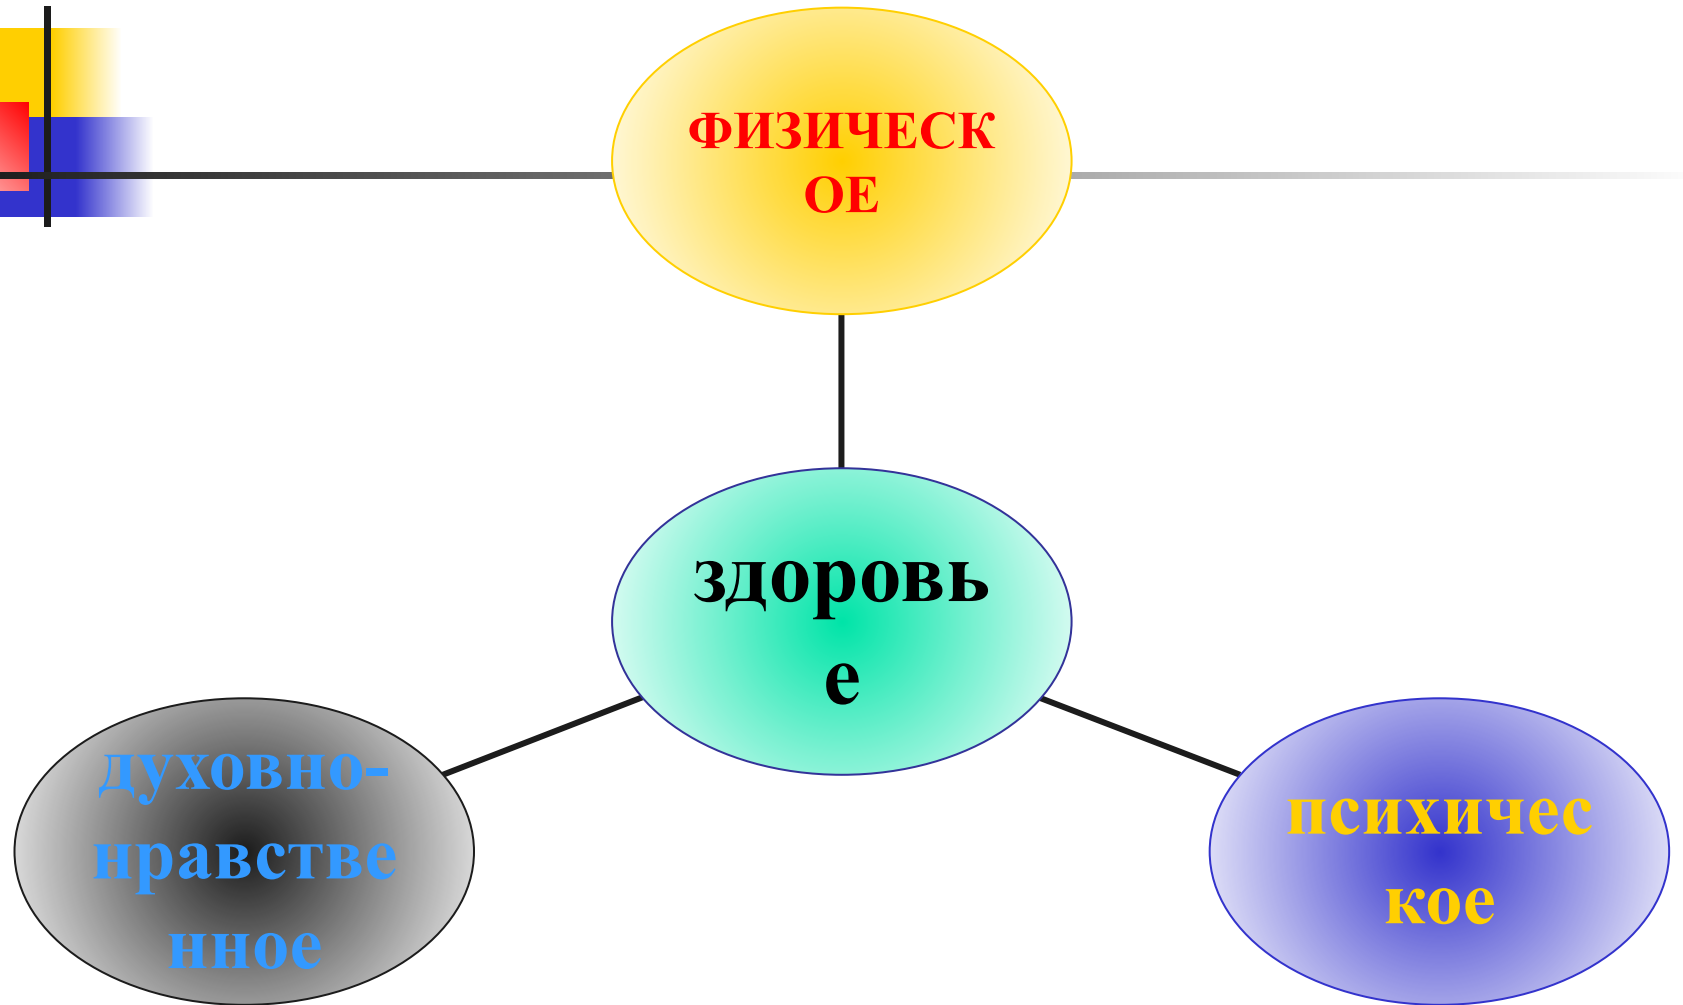 ФИЗИЧЕСК
ОЕ
здоровь
е
духовно-
нравстве
нное
психичес
кое